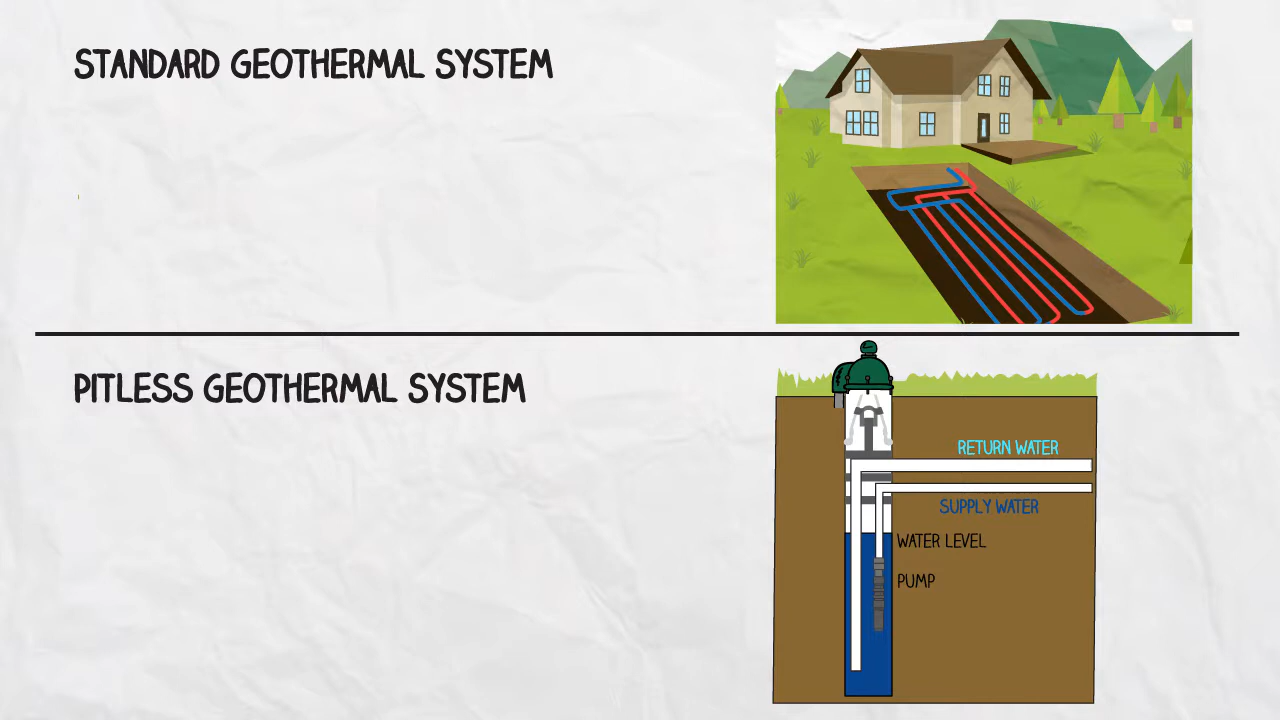 STANDARD GEOTHERMAL SYSTEM
PITLESS GEOTHERMAL SYSTEM
RETURN WATER
SUPPLY WATER
WATER LEVEL
PUMP